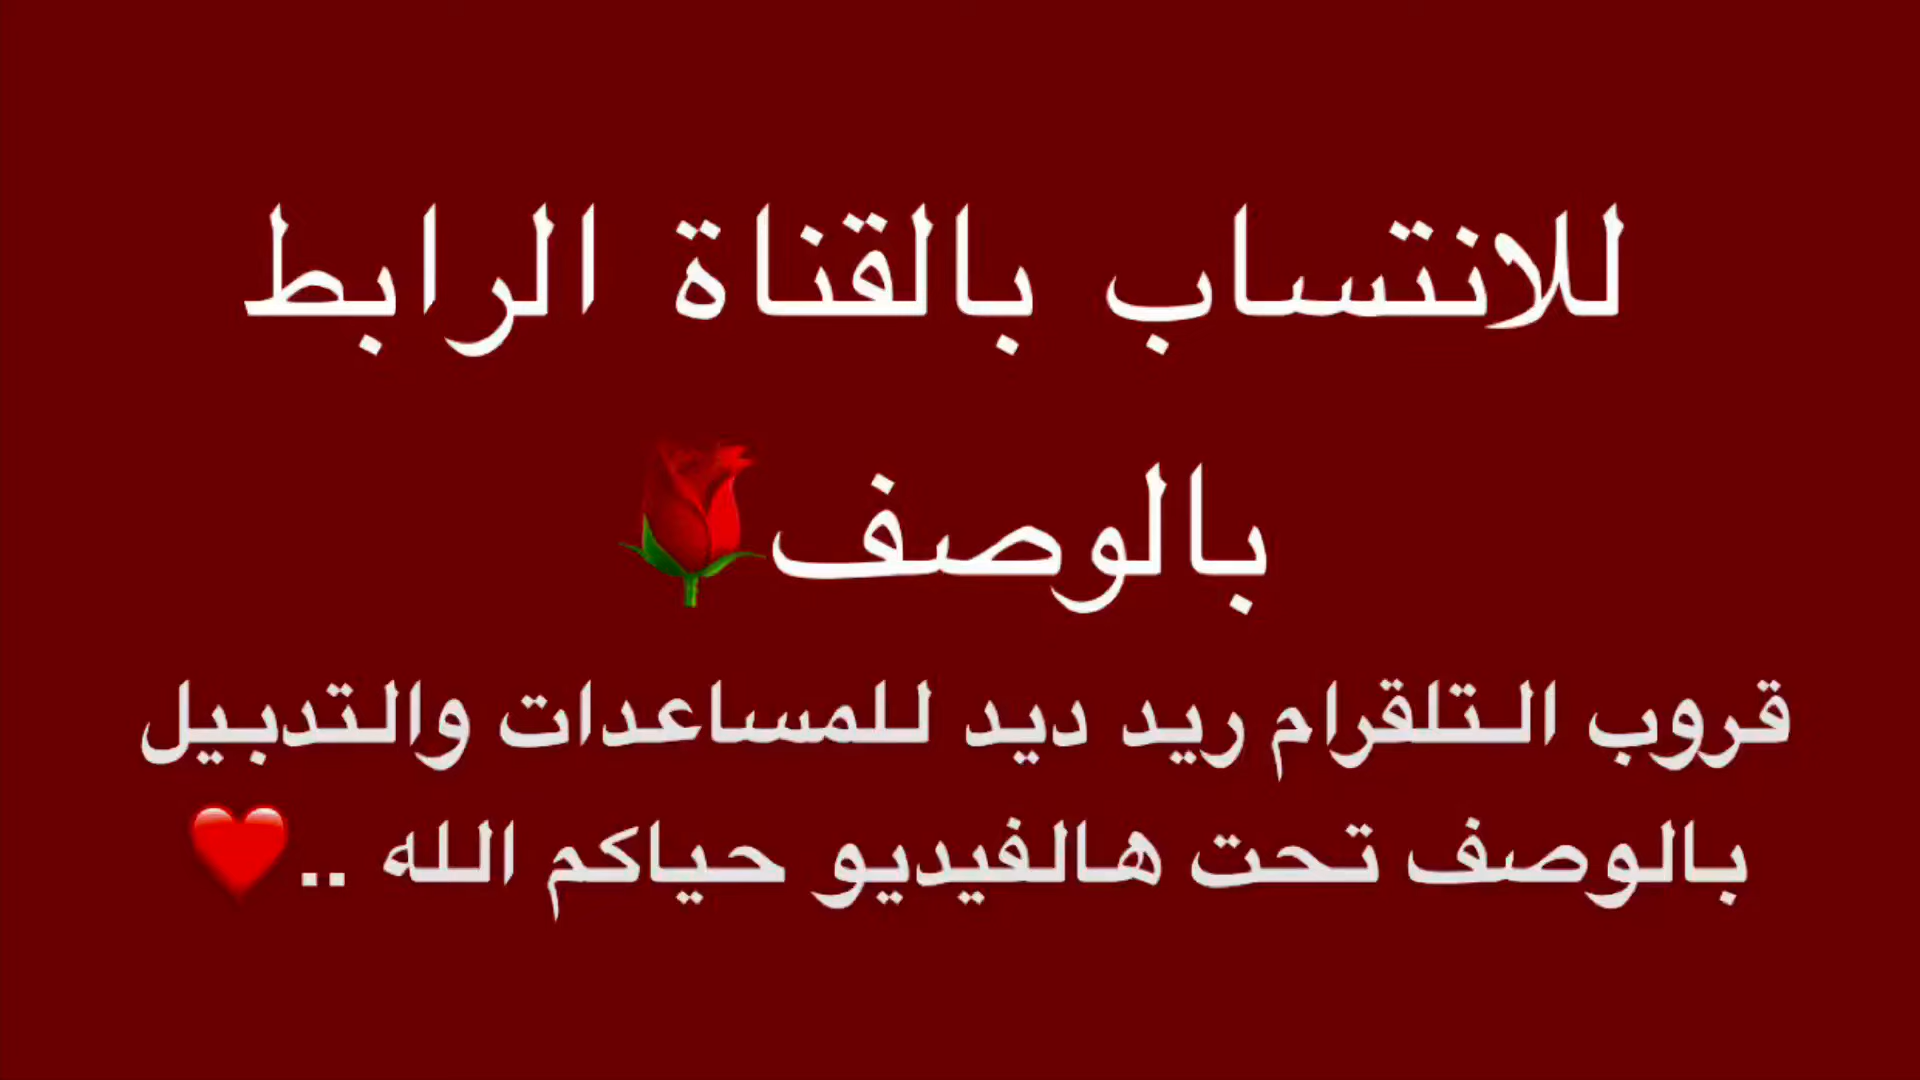 للانتساب بالقناة الرابط
بالوصف🌹
قروب التلقرام ريد ديد للمساعدات والتدبيل
بالوصف تحت هالفيديو حياكم الله ..❤️